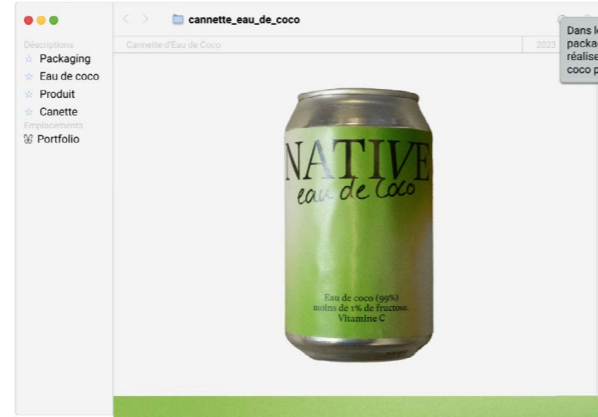 cannette_eau_de_coco
Dans le
packa
réalise
coco p
Déscriptions
Packaging
Eau de coco
Produit
Canette
Emplacements
Portfolio
Cannette d'Eau de Coco
2023
NATIVE
eau de Coco
Eau de coco (99%)
moins de 1% de fructose.
Vitamine C